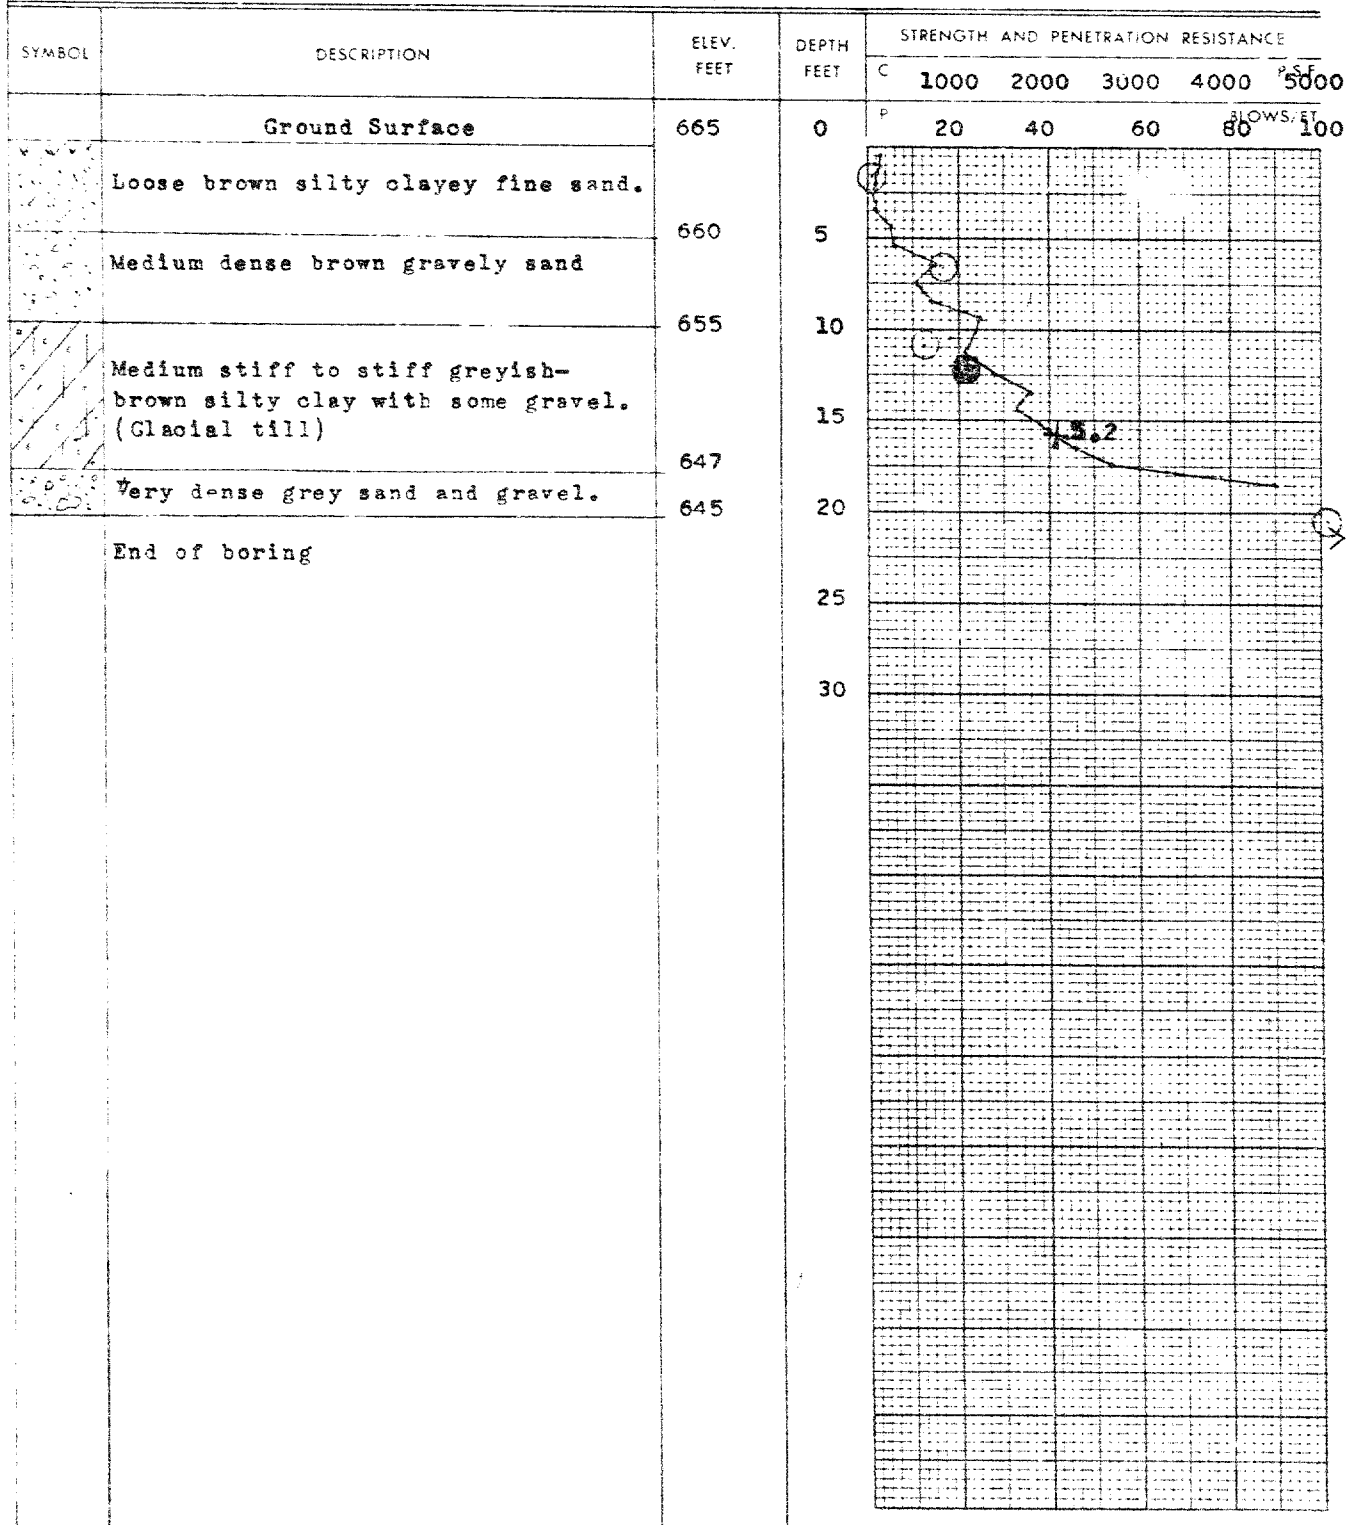 SYMBOL DESCRIPTION ELEV. FEET DEPTH FEET STRENGTH AND PENETRATION RESISTANCE
C 1000 2000 3000 4000 P.S.F. 5000
P 20 40 60 80 BLOWS/FT. 100
Ground Surface 665 0
Loose brown silty clayey fine sand.
660 5
Medium dense brown gravely sand
655 10
Medium stiff to stiff greyish-
brown silty clay with some gravel.
(Glacial till)
15
647
Very dense grey sand and gravel.
645 20
End of boring
25
30